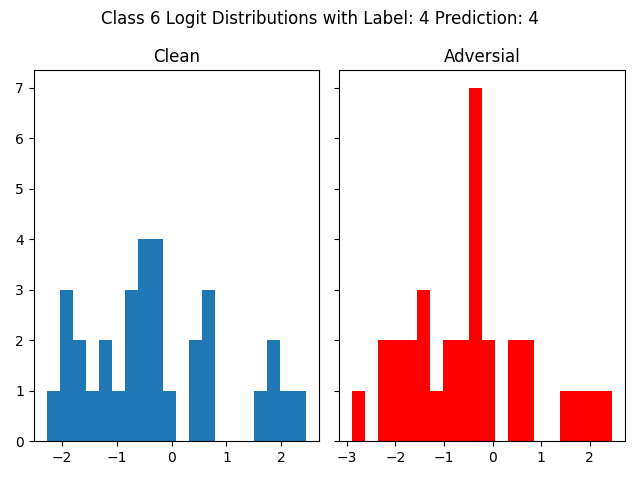 Class 6 Logit Distributions with Label: 4 Prediction: 4
Clean
Adversial
7
6
5
4
3
2
1
0
−2 −1 0 1 2
−3 −2 −1 0 1 2